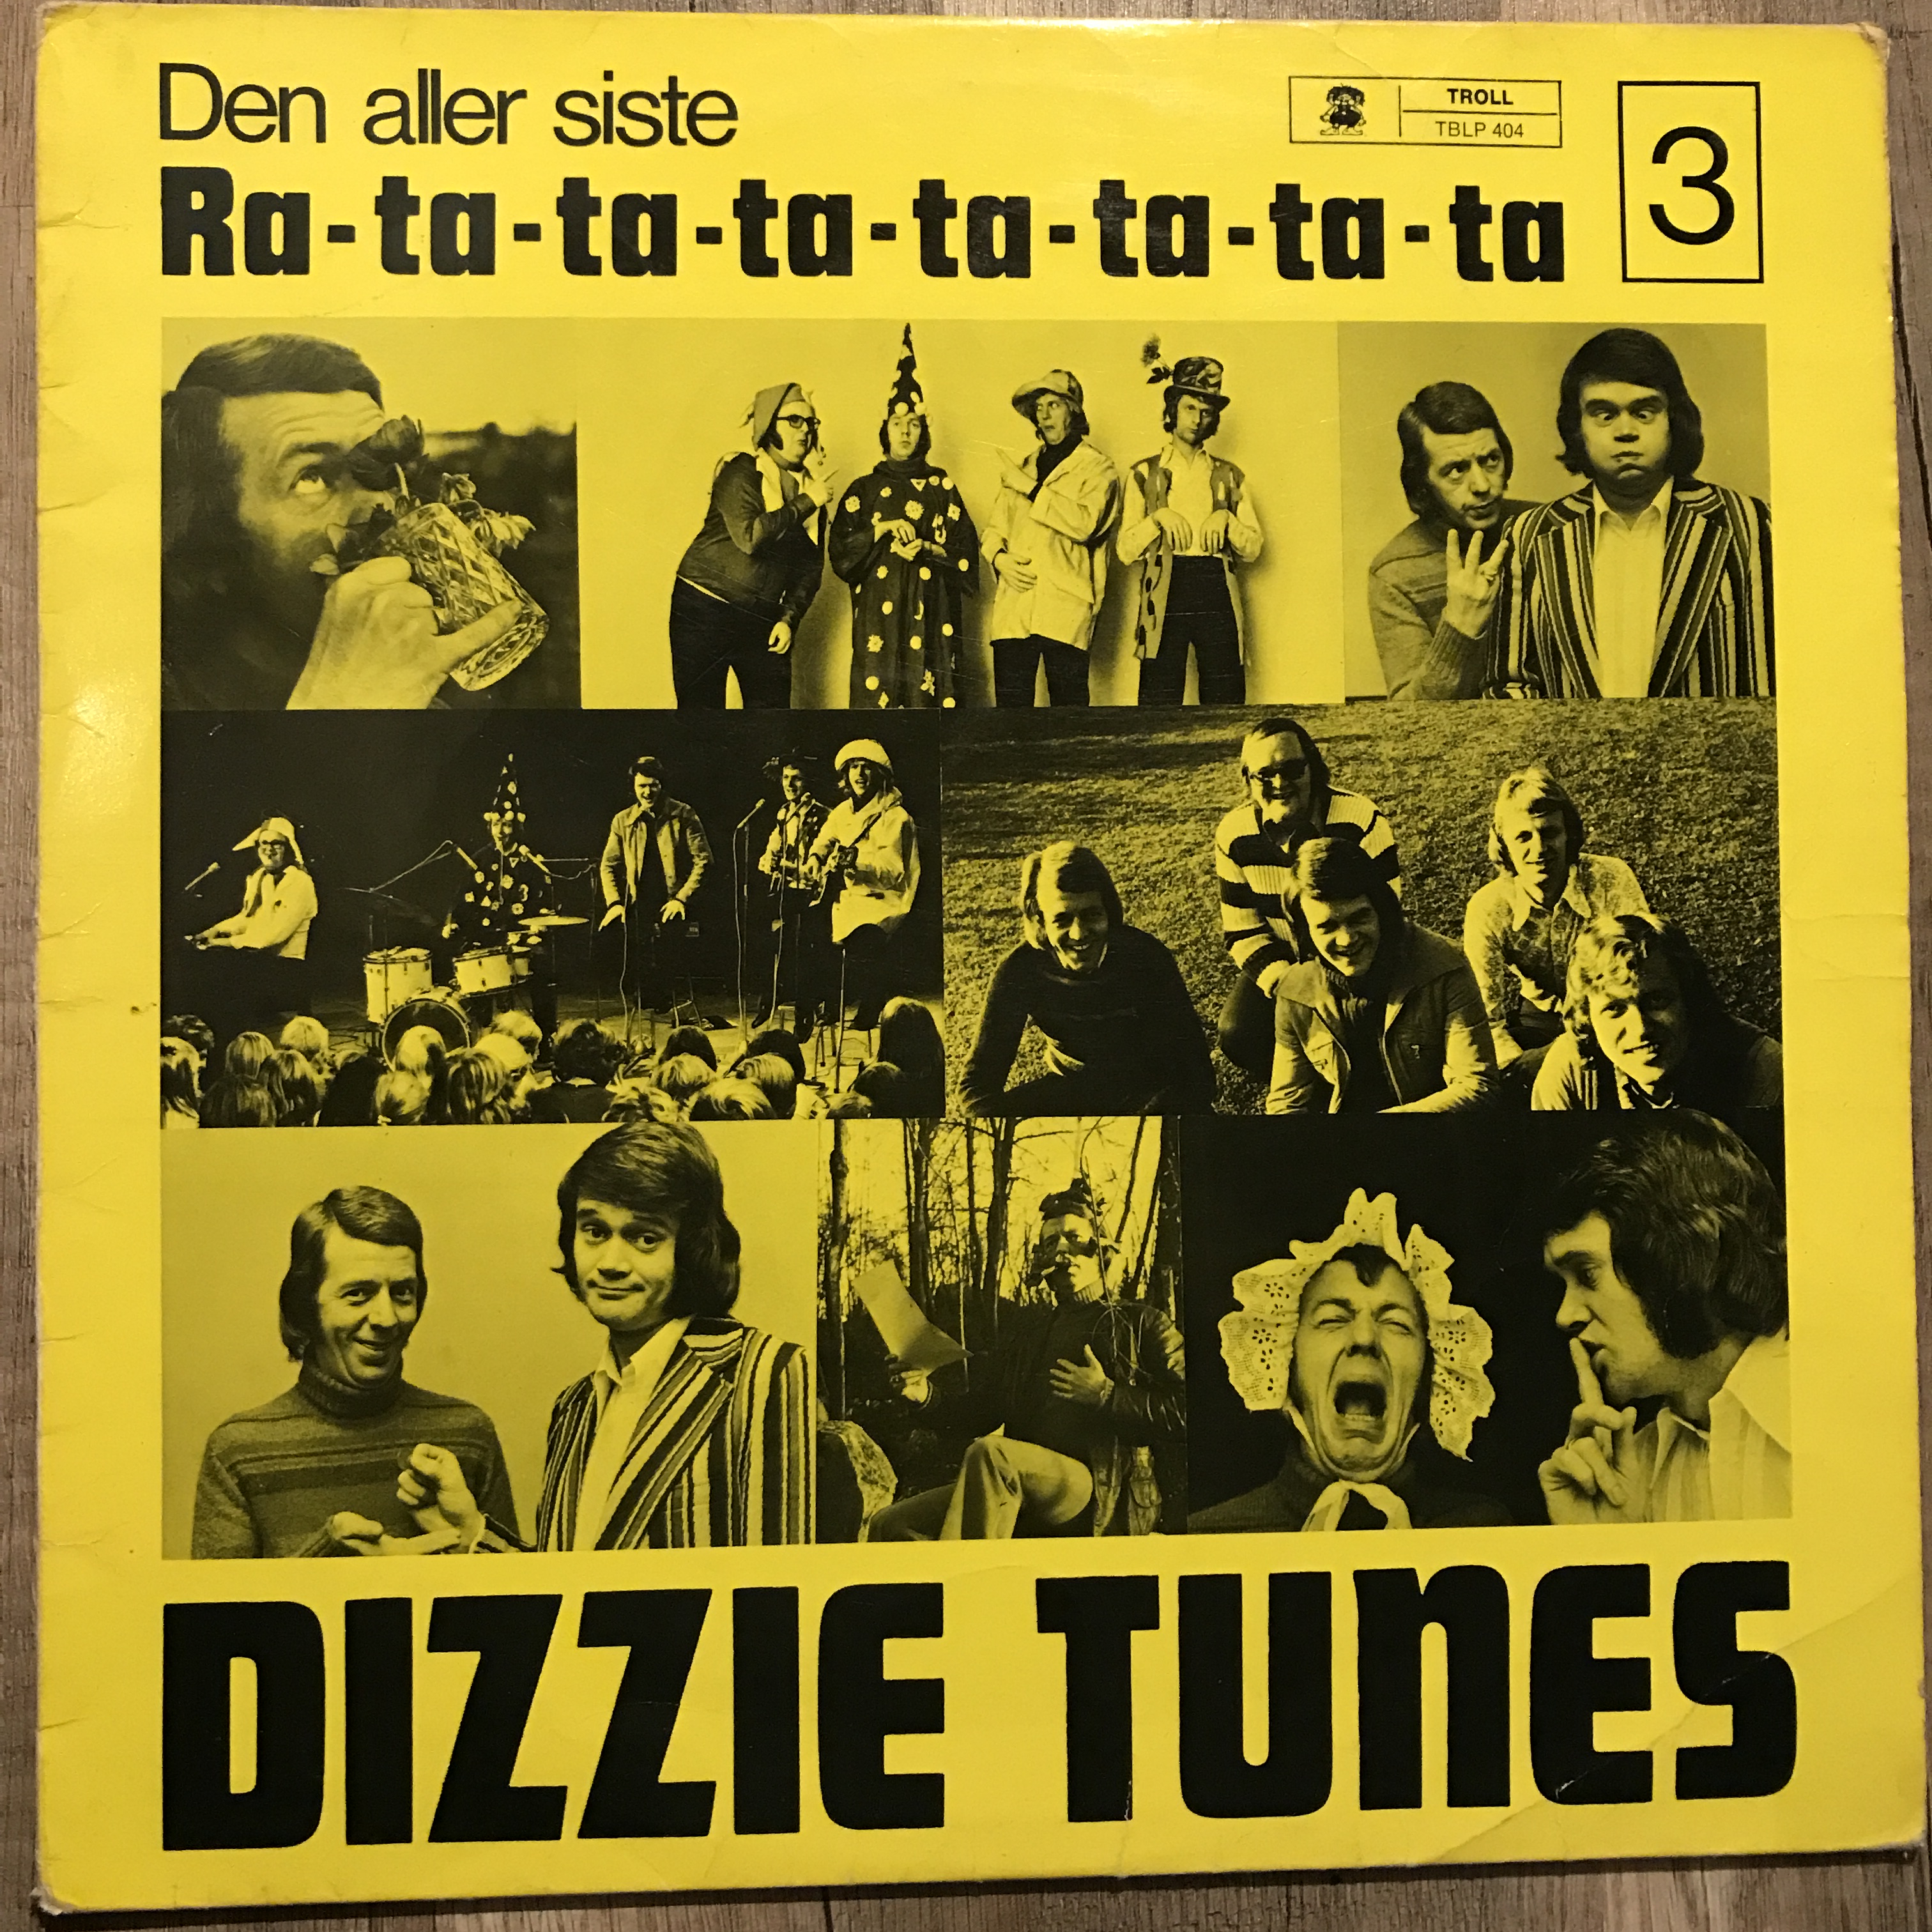 Den aller siste
TROLL
TBLP 404
3
Ra-ta-ta-ta-ta-ta-ta-ta
DIZZIE TUNES